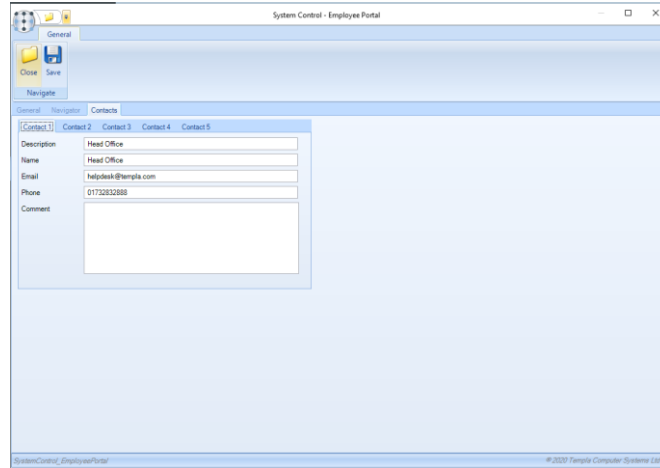 System Control - Employee Portal
General
Close Save
Navigate
General Navigator Contacts
Contact 1 Contact 2 Contact 3 Contact 4 Contact 5
Description Head Office
Name Head Office
Email helpdesk@templa.com
Phone 01732832888
Comment
SystemControl_EmployeePortal © 2020 Templa Computer Systems Ltd